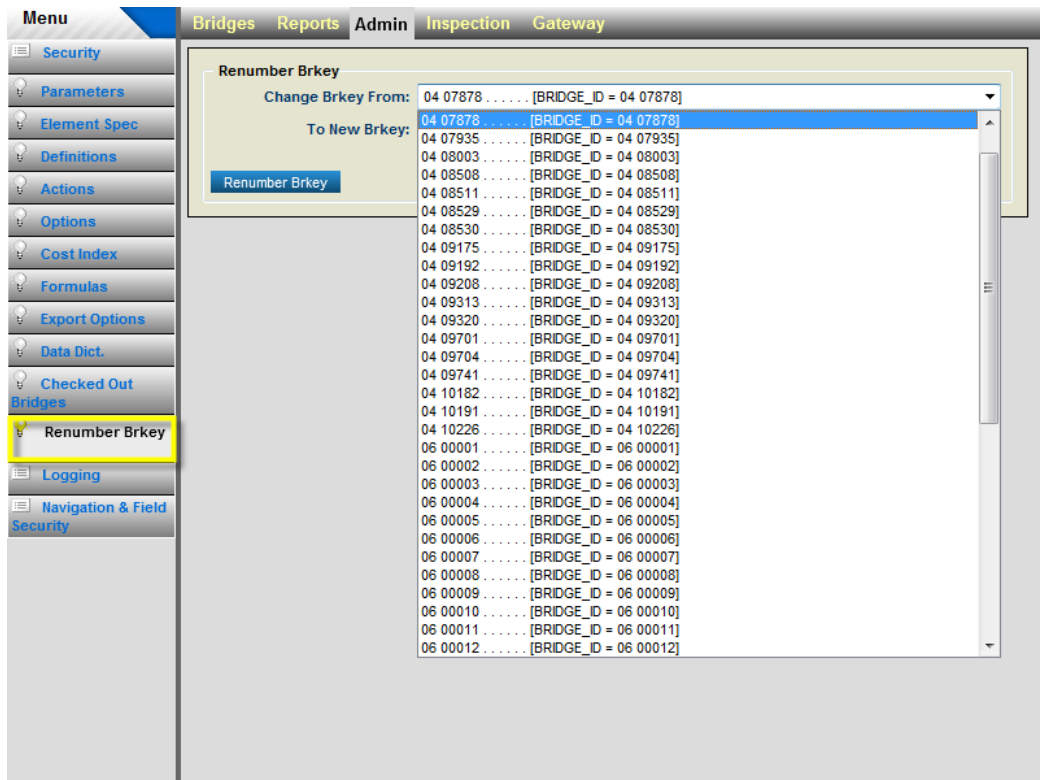 Menu
Bridges Reports Admin Inspection Gateway
Security
Parameters
Element Spec
Definitions
Actions
Options
Cost Index
Formulas
Export Options
Data Dict.
Checked Out
Bridges
Renumber Brkey
Logging
Navigation & Field
Security
Renumber Brkey
Change Brkey From: 04 07878 . . . . . . [BRIDGE_ID = 04 07878]
To New Brkey:
Renumber Brkey
04 07878 . . . . . . [BRIDGE_ID = 04 07878]
04 07935 . . . . . . [BRIDGE_ID = 04 07935]
04 08003 . . . . . . [BRIDGE_ID = 04 08003]
04 08508 . . . . . . [BRIDGE_ID = 04 08508]
04 08511 . . . . . . [BRIDGE_ID = 04 08511]
04 08529 . . . . . . [BRIDGE_ID = 04 08529]
04 08530 . . . . . . [BRIDGE_ID = 04 08530]
04 09175 . . . . . . [BRIDGE_ID = 04 09175]
04 09192 . . . . . . [BRIDGE_ID = 04 09192]
04 09208 . . . . . . [BRIDGE_ID = 04 09208]
04 09313 . . . . . . [BRIDGE_ID = 04 09313]
04 09320 . . . . . . [BRIDGE_ID = 04 09320]
04 09701 . . . . . . [BRIDGE_ID = 04 09701]
04 09704 . . . . . . [BRIDGE_ID = 04 09704]
04 09741 . . . . . . [BRIDGE_ID = 04 09741]
04 10182 . . . . . . [BRIDGE_ID = 04 10182]
04 10191 . . . . . . [BRIDGE_ID = 04 10191]
04 10226 . . . . . . [BRIDGE_ID = 04 10226]
06 00001 . . . . . . [BRIDGE_ID = 06 00001]
06 00002 . . . . . . [BRIDGE_ID = 06 00002]
06 00003 . . . . . . [BRIDGE_ID = 06 00003]
06 00004 . . . . . . [BRIDGE_ID = 06 00004]
06 00005 . . . . . . [BRIDGE_ID = 06 00005]
06 00006 . . . . . . [BRIDGE_ID = 06 00006]
06 00007 . . . . . . [BRIDGE_ID = 06 00007]
06 00008 . . . . . . [BRIDGE_ID = 06 00008]
06 00009 . . . . . . [BRIDGE_ID = 06 00009]
06 00010 . . . . . . [BRIDGE_ID = 06 00010]
06 00011 . . . . . . [BRIDGE_ID = 06 00011]
06 00012 . . . . . . [BRIDGE_ID = 06 00012]